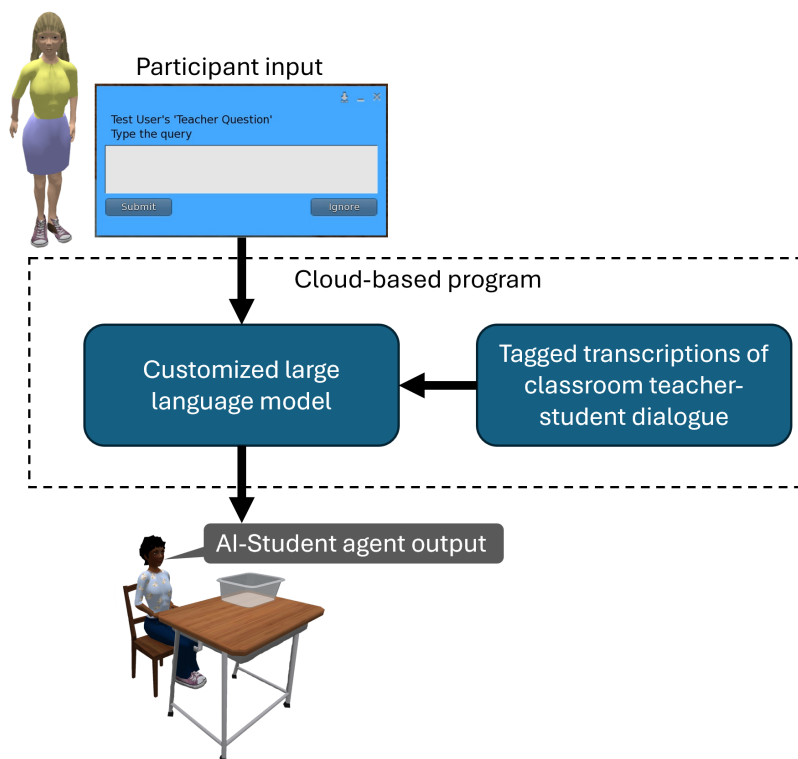 Participant input
Test User's 'Teacher Question'
Type the query
Submit
Ignore
Cloud-based program
Customized large
language model
Tagged transcriptions of
classroom teacher-
student dialogue
AI-Student agent output